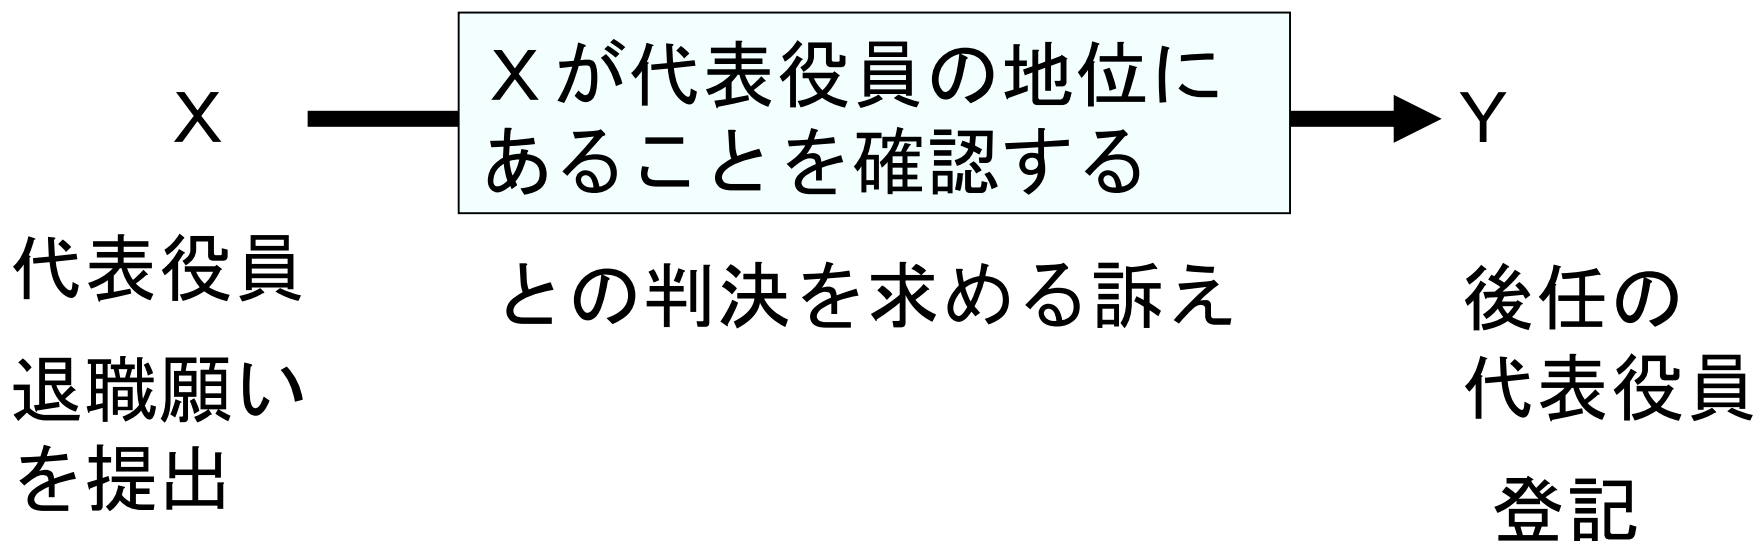 X
Xが代表役員の地位に
あることを確認する
Y
代表役員
退職願い
を提出
との判決を求める訴え
後任の
代表役員
登記